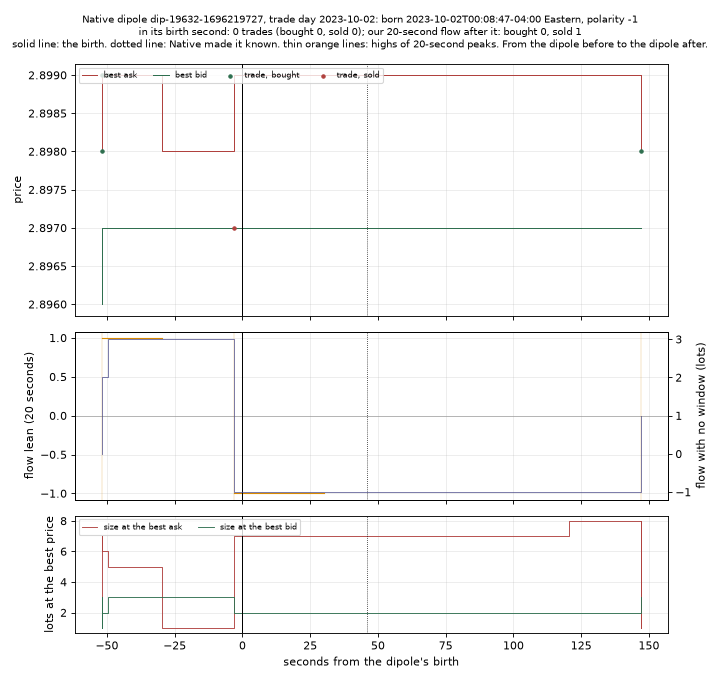 Native dipole dip-19632-1696219727, trade day 2023-10-02: born 2023-10-02T00:08:47-04:00 Eastern, polarity -1
in its birth second: 0 trades (bought 0, sold 0); our 20-second flow after it: bought 0, sold 1
solid line: the birth. dotted line: Native made it known. thin orange lines: highs of 20-second peaks. From the dipole before to the dipole after.
best ask
best bid
trade, bought
trade, sold
2.8990
2.8985
2.8980
2.8975
2.8970
2.8965
2.8960
price
1.0
0.5
0.0
−0.5
−1.0
flow lean (20 seconds)
3
2
1
0
−1
flow with no window (lots)
size at the best ask
size at the best bid
8
6
4
2
lots at the best price
−50
−25
0
25
50
75
100
125
150
seconds from the dipole's birth